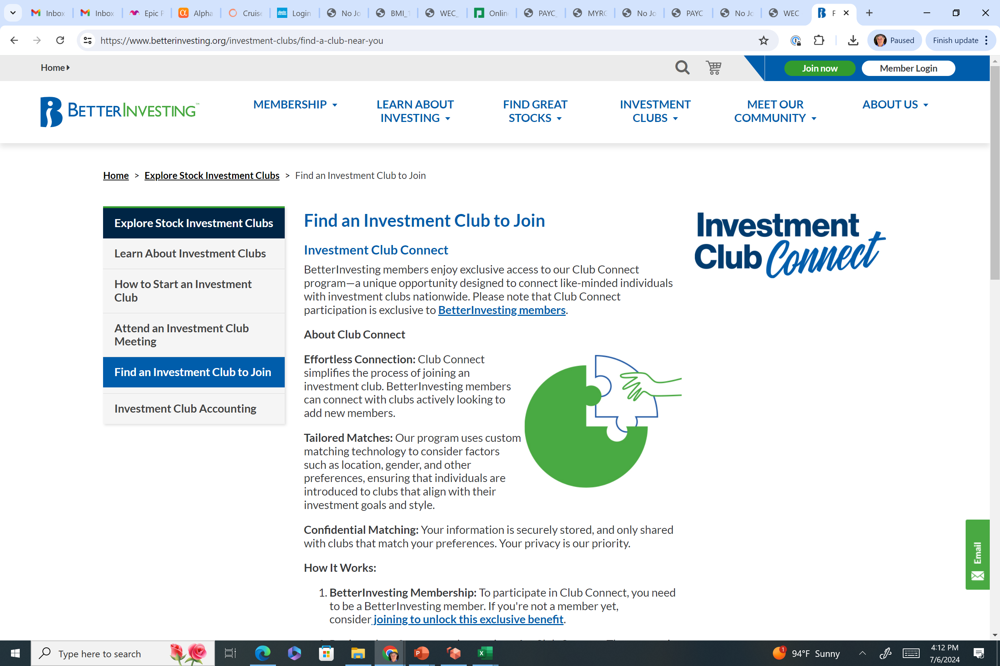 Inbox
Inbox
Epic P
Alpha
Cruise
Login
No Jo
BMI_1
WEC_
Onlin
PAYC_
MYRG
No Jo
PAYC
No Jo
WEC
F
https://www.betterinvesting.org/investment-clubs/find-a-club-near-you
Paused
Finish update
Home
Join now
Member Login
BETTERINVESTING™
MEMBERSHIP
LEARN ABOUT
INVESTING
FIND GREAT
STOCKS
INVESTMENT
CLUBS
MEET OUR
COMMUNITY
ABOUT US
Home > Explore Stock Investment Clubs > Find an Investment Club to Join
Explore Stock Investment Clubs
Learn About Investment Clubs
How to Start an Investment
Club
Attend an Investment Club
Meeting
Find an Investment Club to Join
Investment Club Accounting
Find an Investment Club to Join
Investment Club Connect
BetterInvesting members enjoy exclusive access to our Club Connect
program—a unique opportunity designed to connect like-minded individuals
with investment clubs nationwide. Please note that Club Connect
participation is exclusive to BetterInvesting members.
About Club Connect
Effortless Connection: Club Connect
simplifies the process of joining an
investment club. BetterInvesting members
can connect with clubs actively looking to
add new members.
Tailored Matches: Our program uses custom
matching technology to consider factors
such as location, gender, and other
preferences, ensuring that individuals are
introduced to clubs that align with their
investment goals and style.
Confidential Matching: Your information is securely stored, and only shared
with clubs that match your preferences. Your privacy is our priority.
How It Works:
1. BetterInvesting Membership: To participate in Club Connect, you need
to be a BetterInvesting member. If you're not a member yet,
consider joining to unlock this exclusive benefit.
Investment
Club Connect
Email
Type here to search
1
94°F Sunny
4:12 PM
7/6/2024